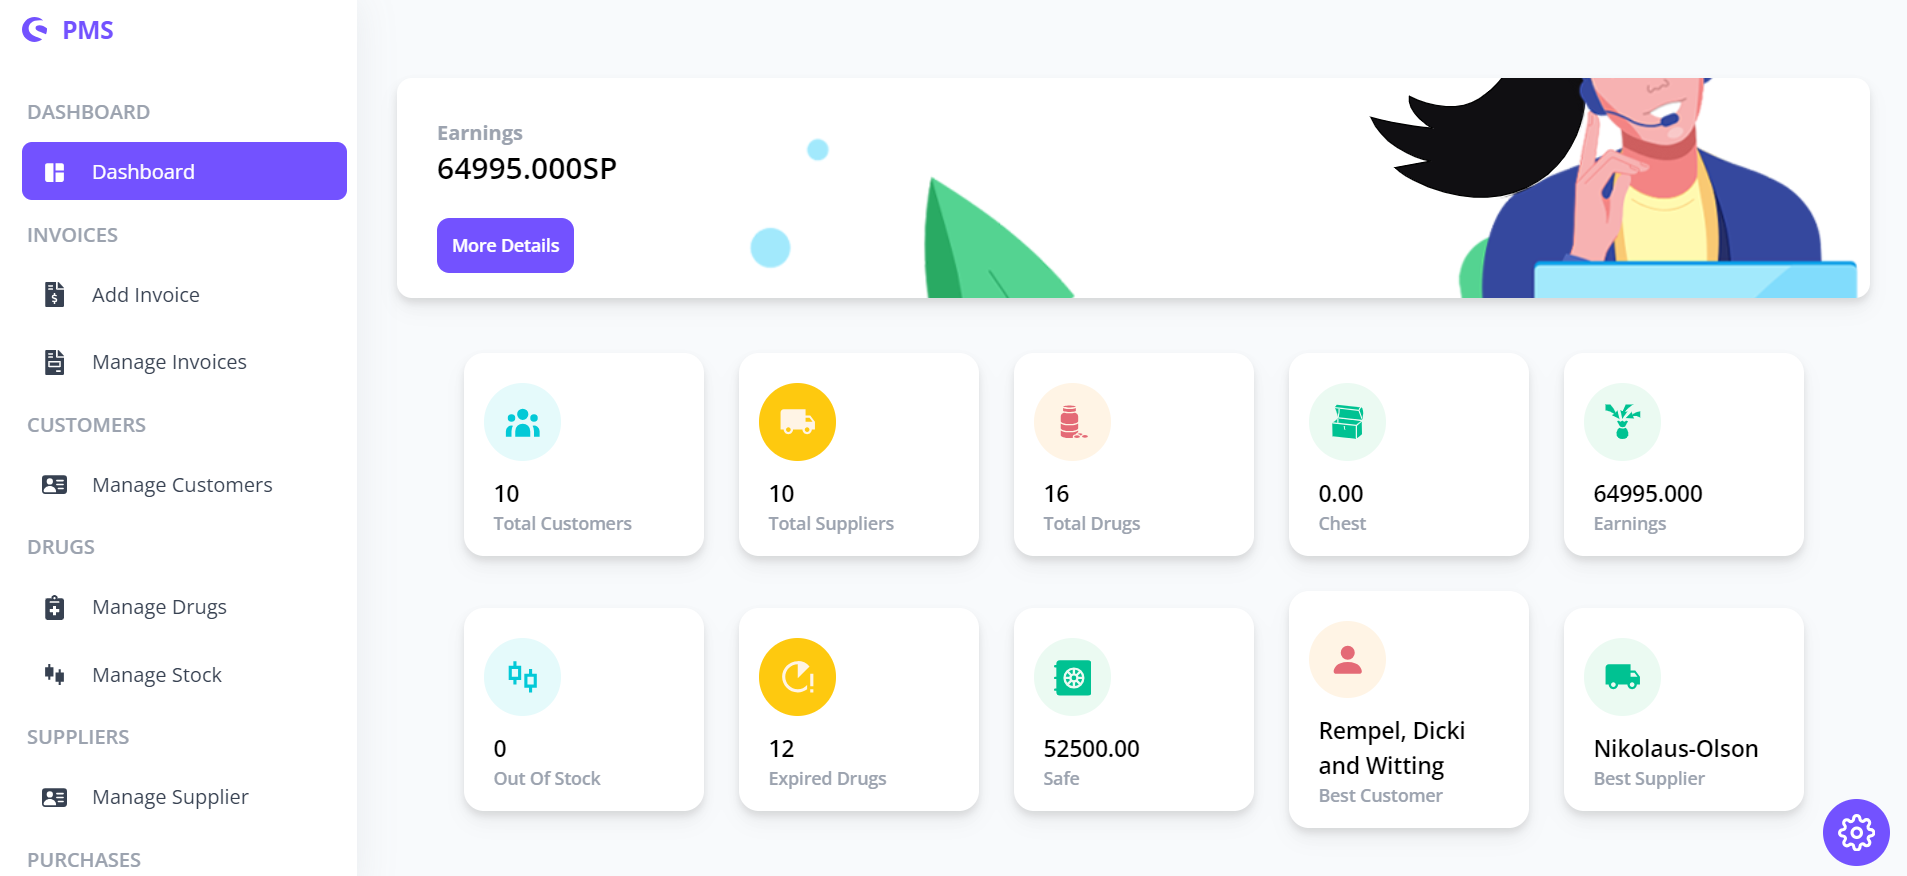 PMS
DASHBOARD
Dashboard
INVOICES
Add Invoice
Manage Invoices
CUSTOMERS
Manage Customers
DRUGS
Manage Drugs
Manage Stock
SUPPLIERS
Manage Supplier
PURCHASES
Earnings
64995.000SP
More Details
10
Total Customers
10
Total Suppliers
16
Total Drugs
0.00
Chest
64995.000
Earnings
0
Out Of Stock
12
Expired Drugs
52500.00
Safe
Rempel, Dicki
and Witting
Best Customer
Nikolaus-Olson
Best Supplier